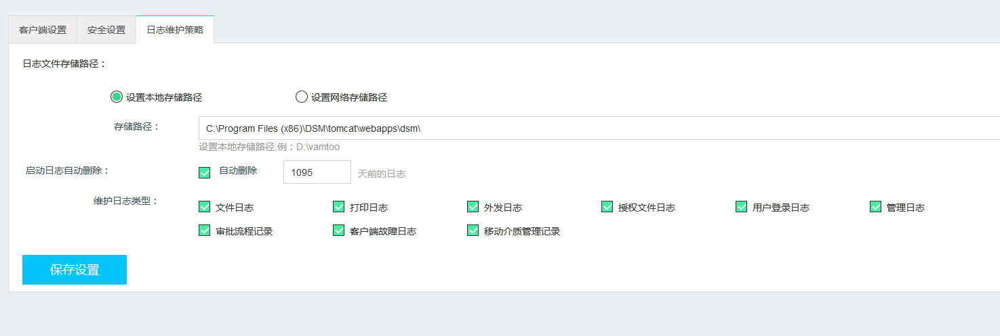 客户端设置 安全设置 日志维护策略
日志文件存储路径：
设置本地存储路径 设置网络存储路径
存储路径： C:\Program Files (x86)\DSM\tomcat\webapps\dsm\
设置本地存储路径,例：D:\vamtoo
启动日志自动删除： 自动删除 1095 天前的日志
维护日志类型： 文件日志 打印日志 外发日志 授权文件日志 用户登录日志 管理日志
审批流程记录 客户端故障日志 移动介质管理记录
保存设置